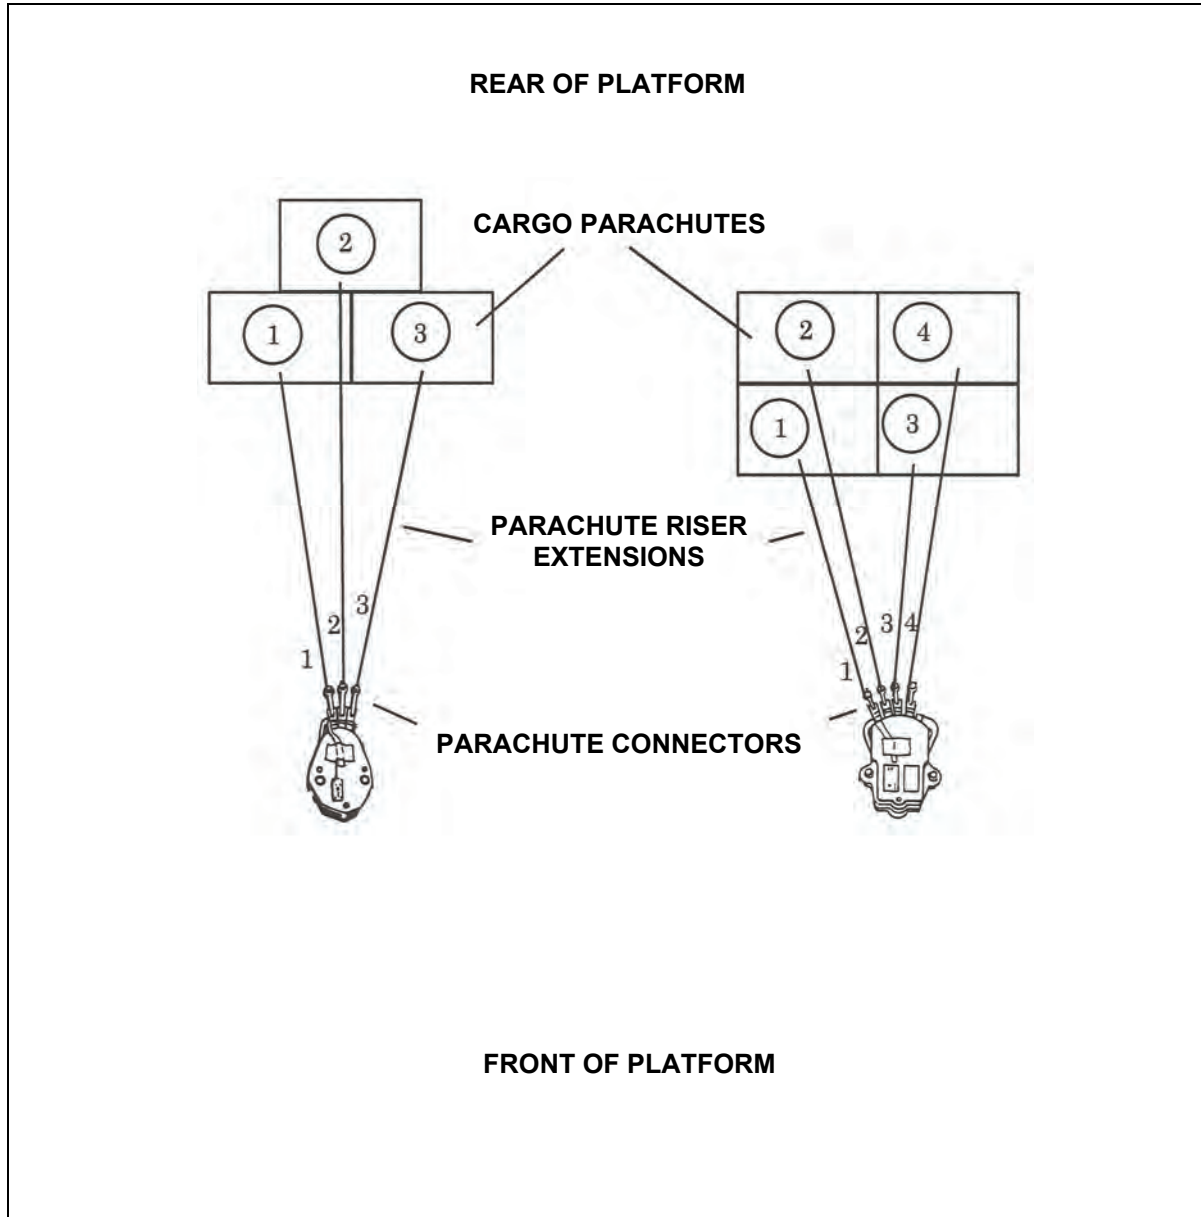 REAR OF PLATFORM
CARGO PARACHUTES
2
1
3
2
4
1
3
PARACHUTE RISER
EXTENSIONS
1
2
3
1
2
3
4
PARACHUTE CONNECTORS
FRONT OF PLATFORM